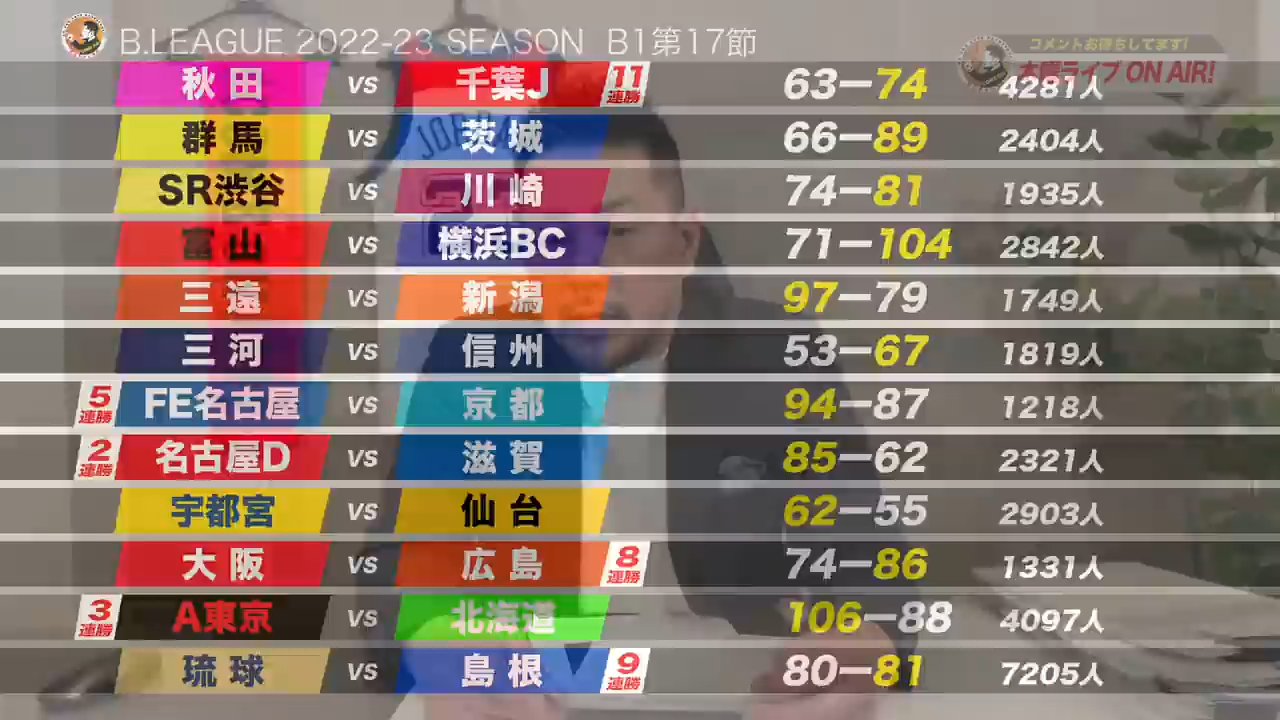 B.LEAGUE 2022-23 SEASON B1第17節
コメントお待ちしてます!
木曜ライブ ON AIR!
秋田 vs 千葉J 11連勝 63－74 4281人
群馬 vs 茨城 66－89 2404人
SR渋谷 vs 川崎 74－81 1935人
富山 vs 横浜BC 71－104 2842人
三遠 vs 新潟 97－79 1749人
三河 vs 信州 53－67 1819人
5連勝 FE名古屋 vs 京都 94－87 1218人
2連勝 名古屋D vs 滋賀 85－62 2321人
宇都宮 vs 仙台 62－55 2903人
大阪 vs 広島 8連勝 74－86 1331人
3連勝 A東京 vs 北海道 106－88 4097人
琉球 vs 島根 9連勝 80－81 7205人